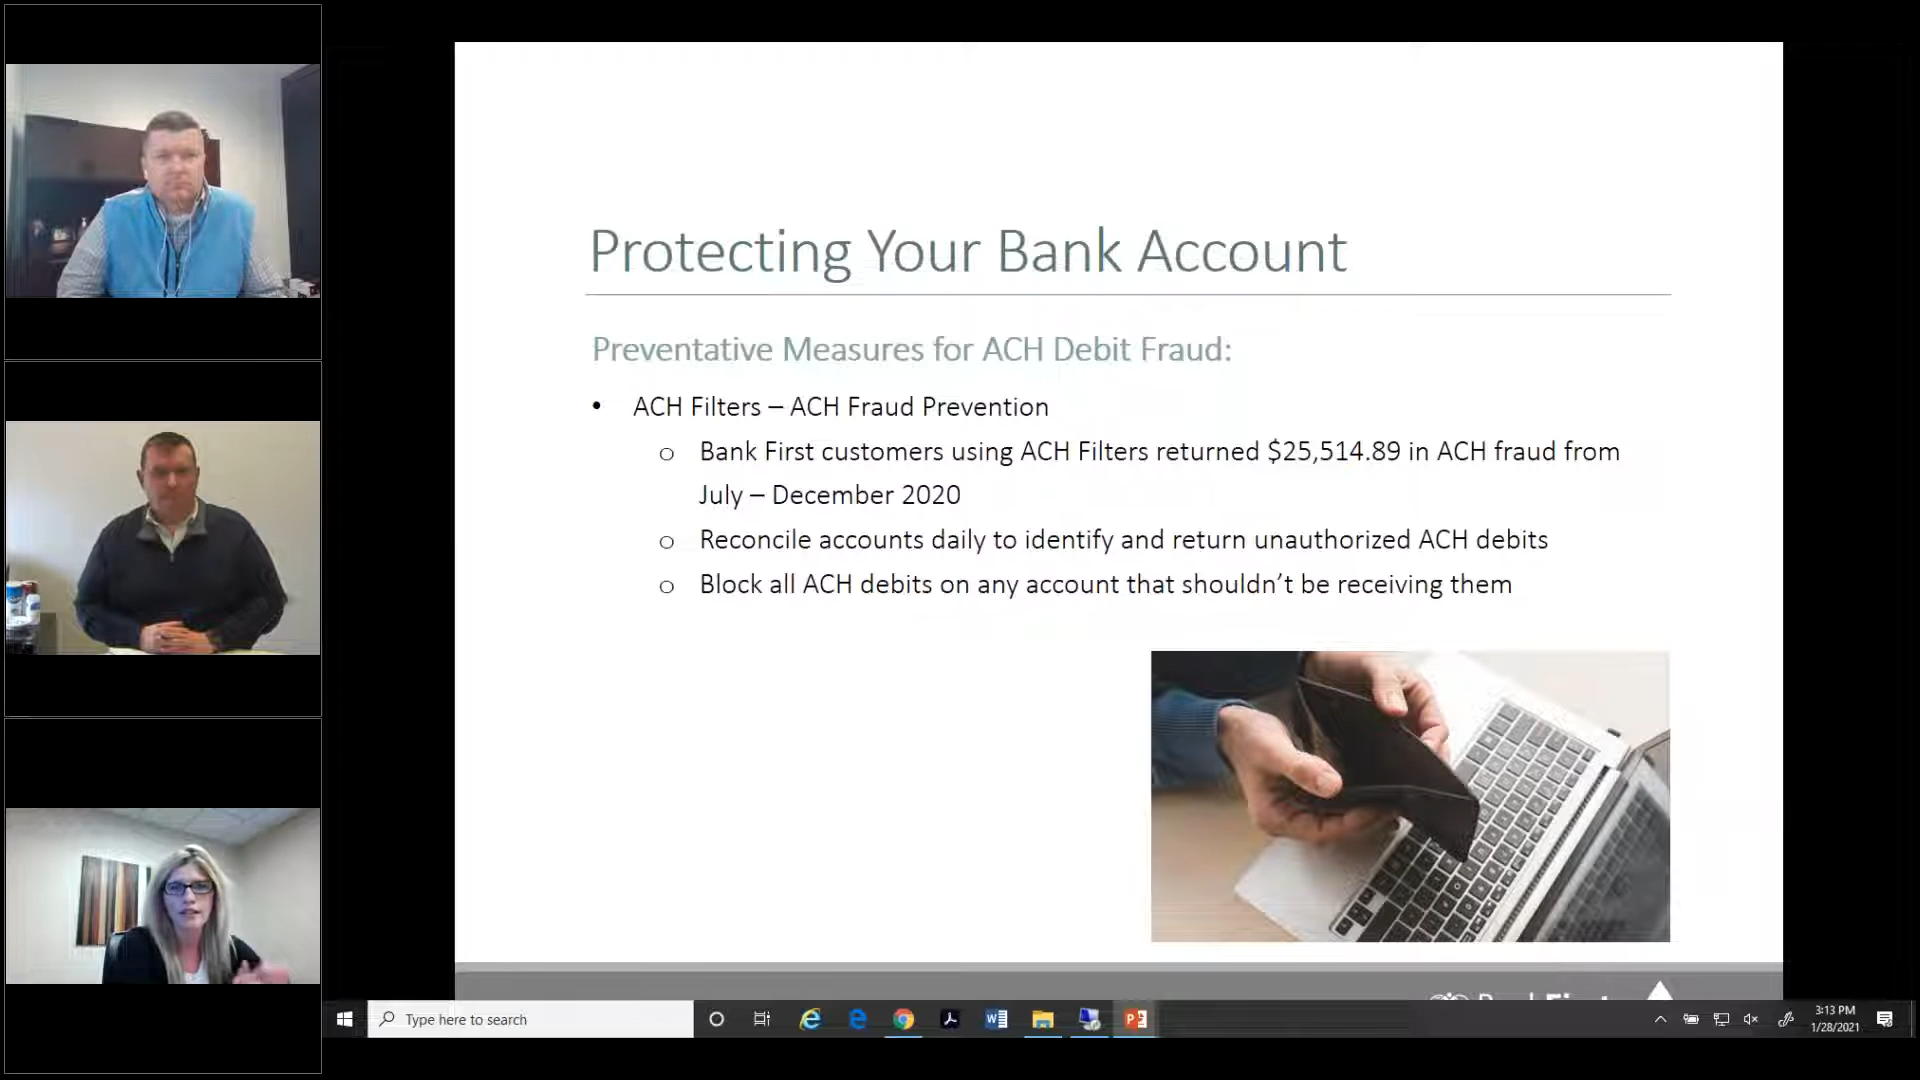 Protecting Your Bank Account
Preventative Measures for ACH Debit Fraud:
• ACH Filters – ACH Fraud Prevention
o Bank First customers using ACH Filters returned $25,514.89 in ACH fraud from
July – December 2020
o Reconcile accounts daily to identify and return unauthorized ACH debits
o Block all ACH debits on any account that shouldn’t be receiving them
Type here to search
3:13 PM
1/28/2021